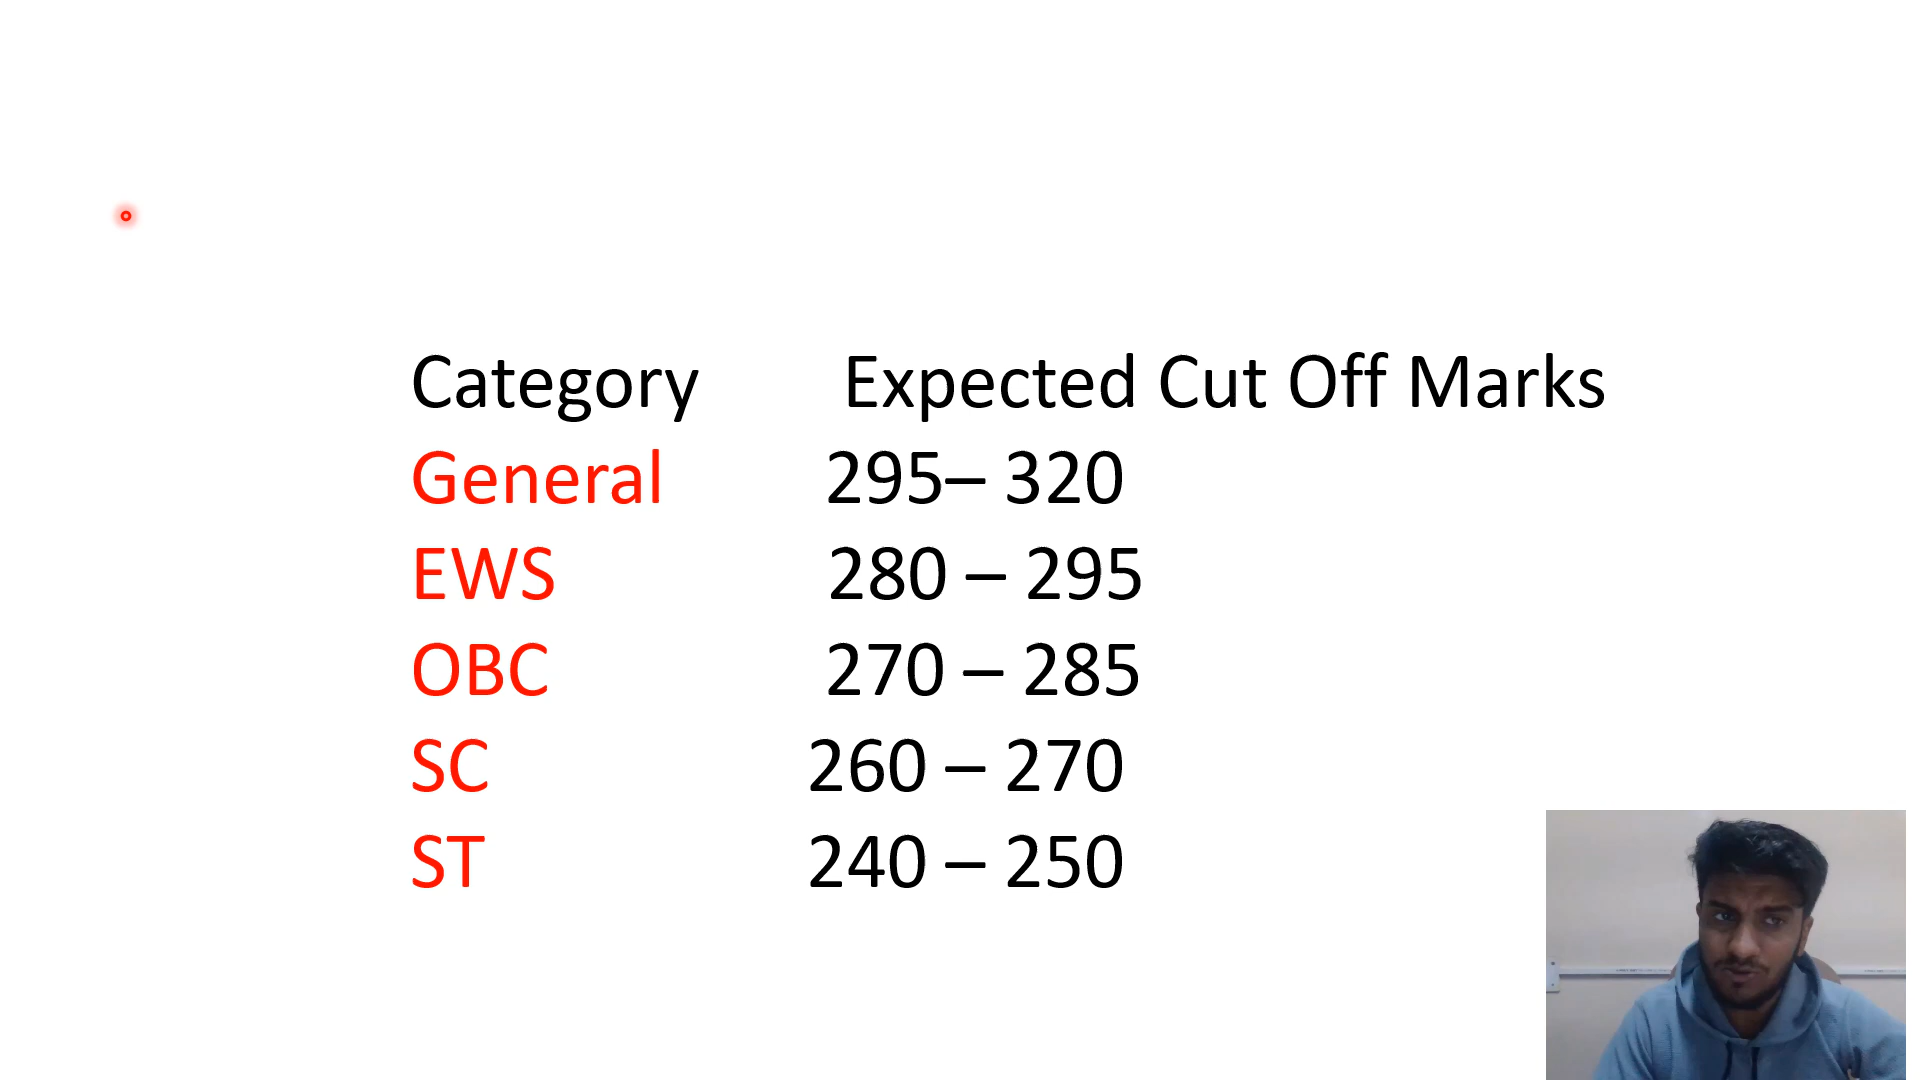 Category Expected Cut Off Marks
General 295– 320
EWS 280 – 295
OBC 270 – 285
SC 260 – 270
ST 240 – 250